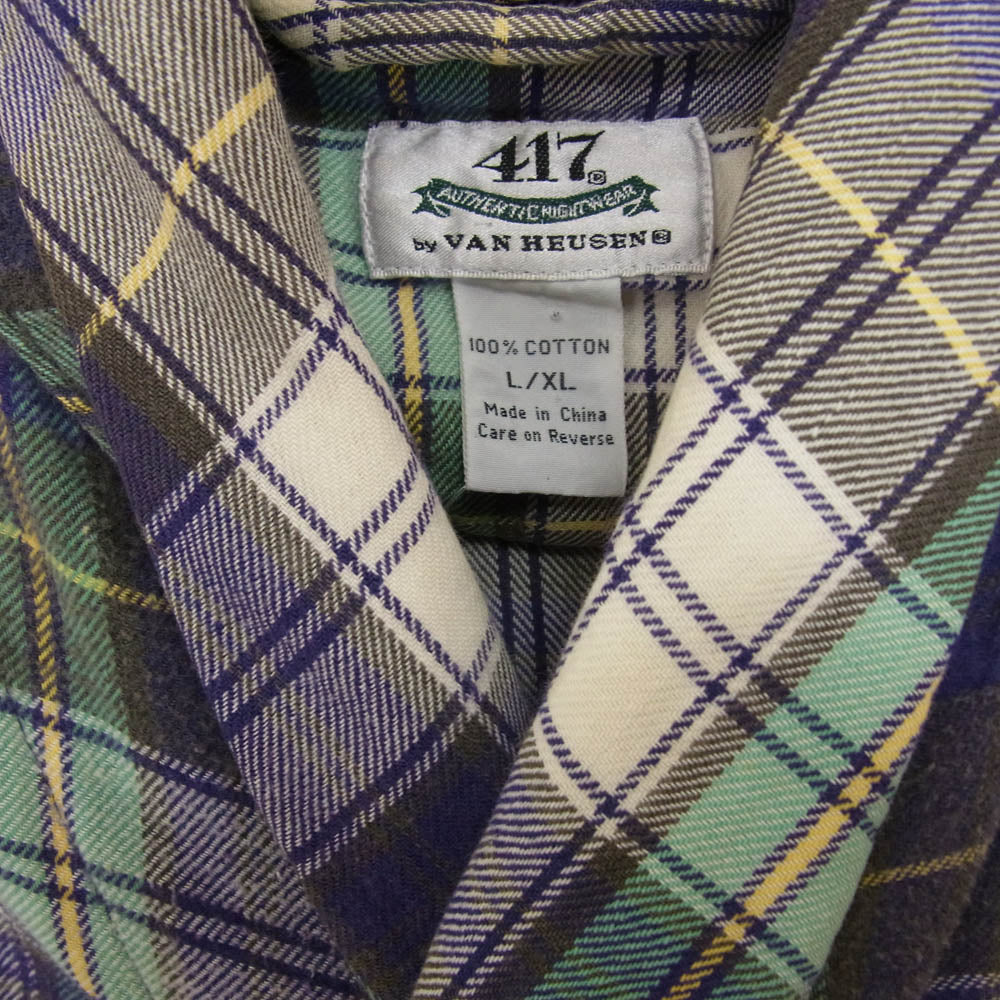 417®
AUTHENTIC NIGHTWEAR
by VAN HEUSEN®
100% COTTON
L/XL
Made in China
Care on Reverse